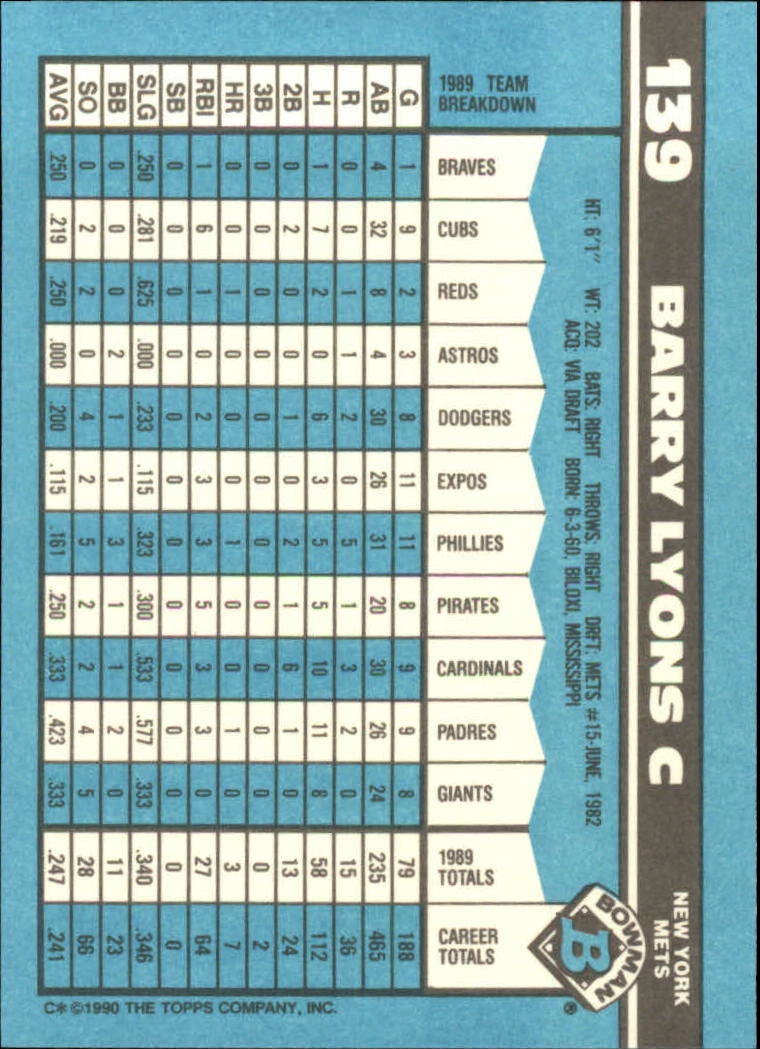 139 BARRY LYONS C
NEW YORK
METS
HT: 6'1" WT: 202 BATS: RIGHT THROWS: RIGHT DRFT: METS #15-JUNE, 1982
ACQ: VIA DRAFT BORN: 6-3-60, BILOXI, MISSISSIPPI
BOWMAN
B
®
1989 TEAM
BREAKDOWN
G AB R H 2B 3B HR RBI SB SLG BB SO AVG
BRAVES 1 4 0 1 0 0 0 1 0 .250 0 0 .250
CUBS 9 32 0 7 2 0 0 6 0 .281 0 2 .219
REDS 2 8 1 2 0 0 1 1 0 .625 0 2 .250
ASTROS 3 4 1 0 0 0 0 0 0 .000 2 0 .000
DODGERS 8 30 2 6 1 0 0 2 0 .233 1 4 .200
EXPOS 11 26 0 3 0 0 0 3 0 .115 1 2 .115
PHILLIES 11 31 5 5 2 0 1 3 0 .323 3 5 .161
PIRATES 8 20 1 5 1 0 0 5 0 .300 1 2 .250
CARDINALS 9 30 3 10 6 0 0 3 0 .533 1 2 .333
PADRES 9 26 2 11 1 0 1 3 0 .577 2 4 .423
GIANTS 8 24 0 8 0 0 0 0 0 .333 0 5 .333
1989
TOTALS 79 235 15 58 13 0 3 27 0 .340 11 28 .247
CAREER
TOTALS 188 465 36 112 24 2 7 64 0 .346 23 66 .241
C* ©1990 THE TOPPS COMPANY, INC.